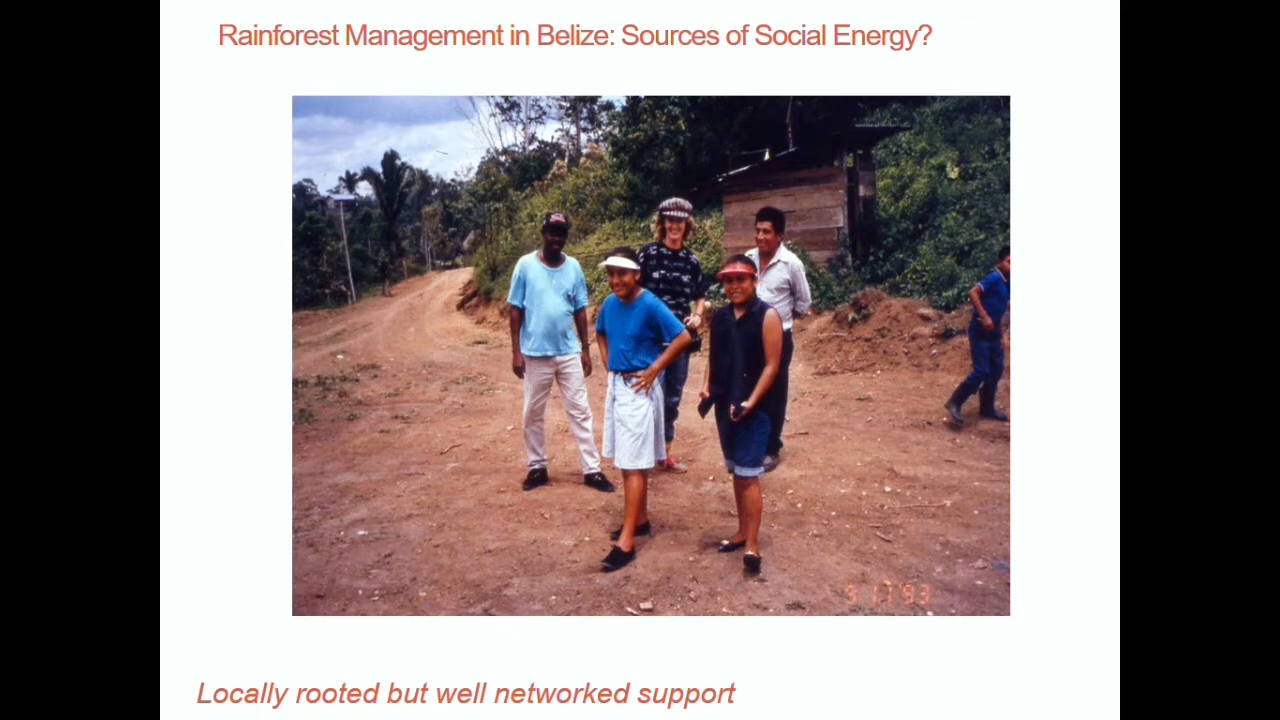 Rainforest Management in Belize: Sources of Social Energy?
Locally rooted but well networked support